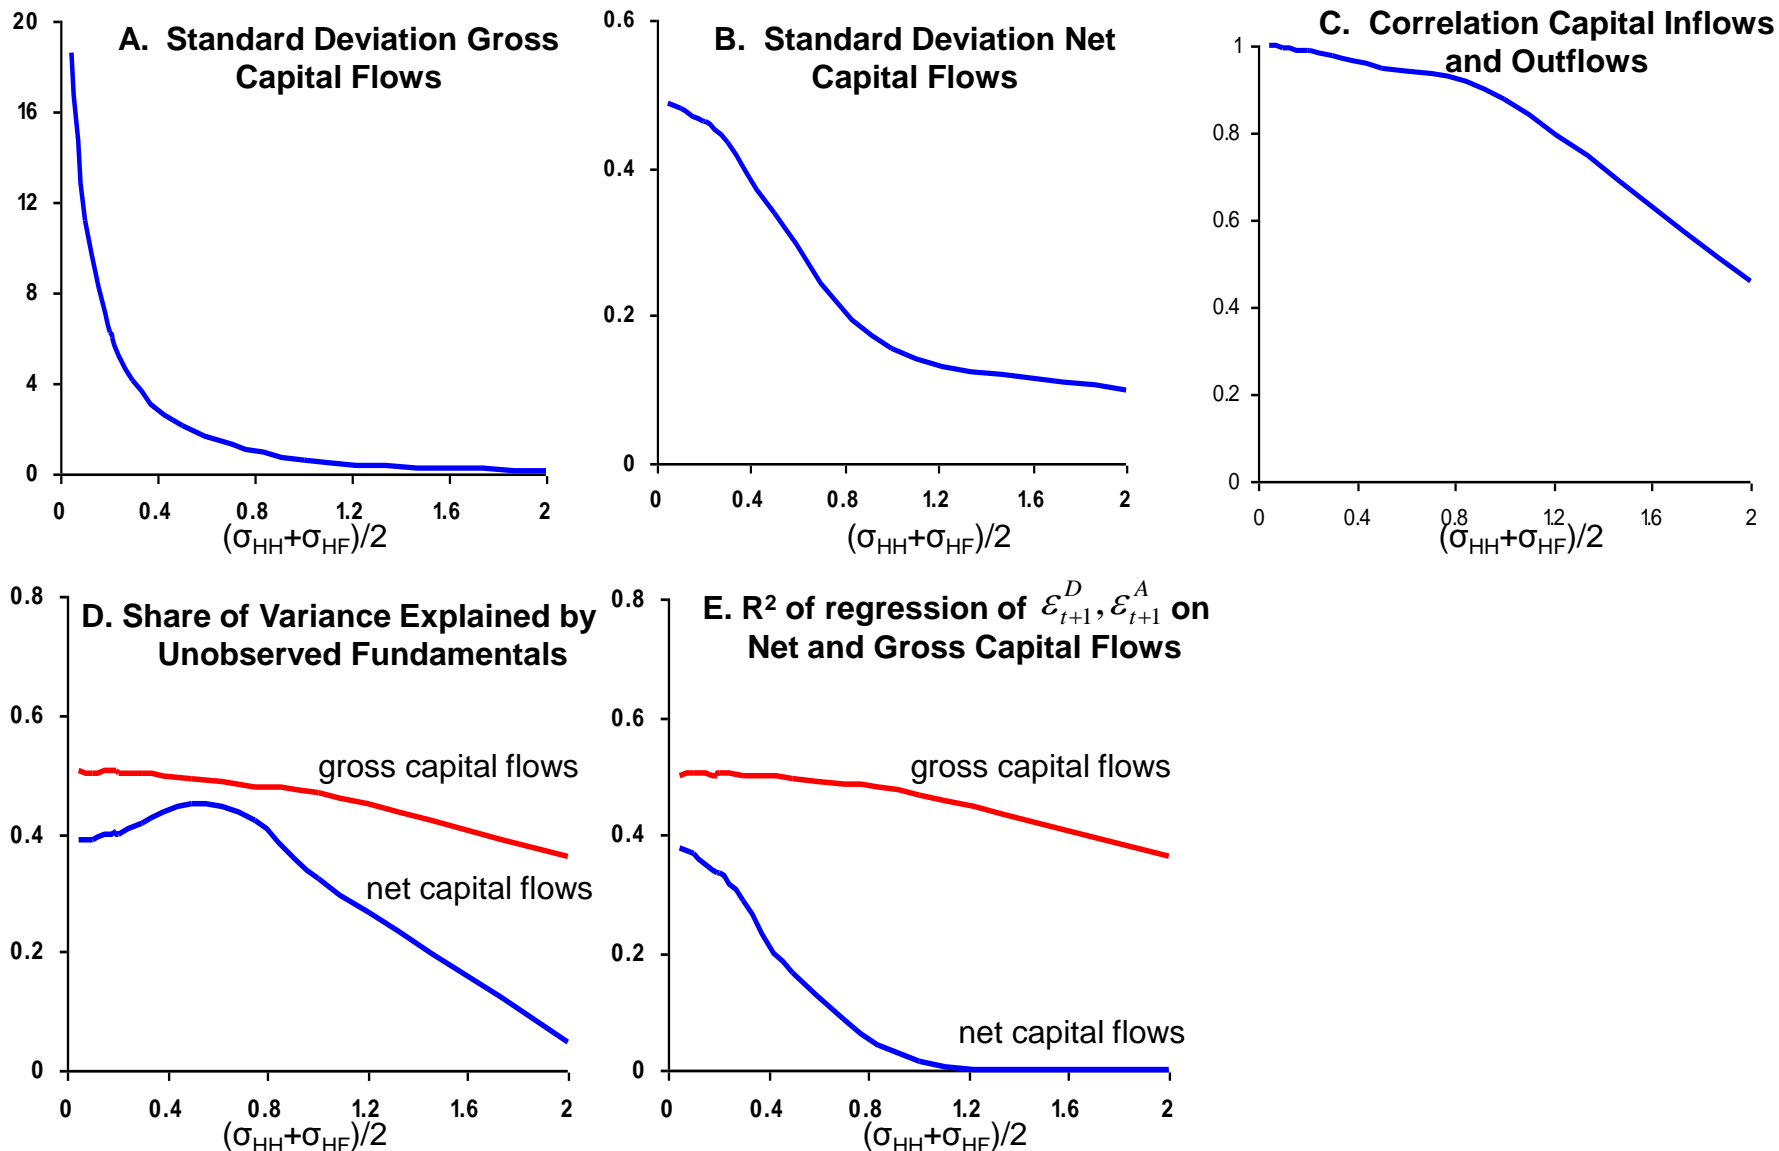 A. Standard Deviation Gross
Capital Flows
20
16
12
8
4
0
0 0.4 0.8 1.2 1.6 2
(σHH+σHF)/2
B. Standard Deviation Net
Capital Flows
0.6
0.4
0.2
0
0 0.4 0.8 1.2 1.6 2
(σHH+σHF)/2
C. Correlation Capital Inflows
and Outflows
1
0.8
0.6
0.4
0.2
0
0 0.4 0.8 1.2 1.6 2
(σHH+σHF)/2
D. Share of Variance Explained by
Unobserved Fundamentals
0.8
0.6
0.4
0.2
0
gross capital flows
net capital flows
0 0.4 0.8 1.2 1.6 2
(σHH+σHF)/2
E. R² of regression of ε^D_{t+1}, ε^A_{t+1} on
Net and Gross Capital Flows
0.8
0.6
0.4
0.2
0
gross capital flows
net capital flows
0 0.4 0.8 1.2 1.6 2
(σHH+σHF)/2